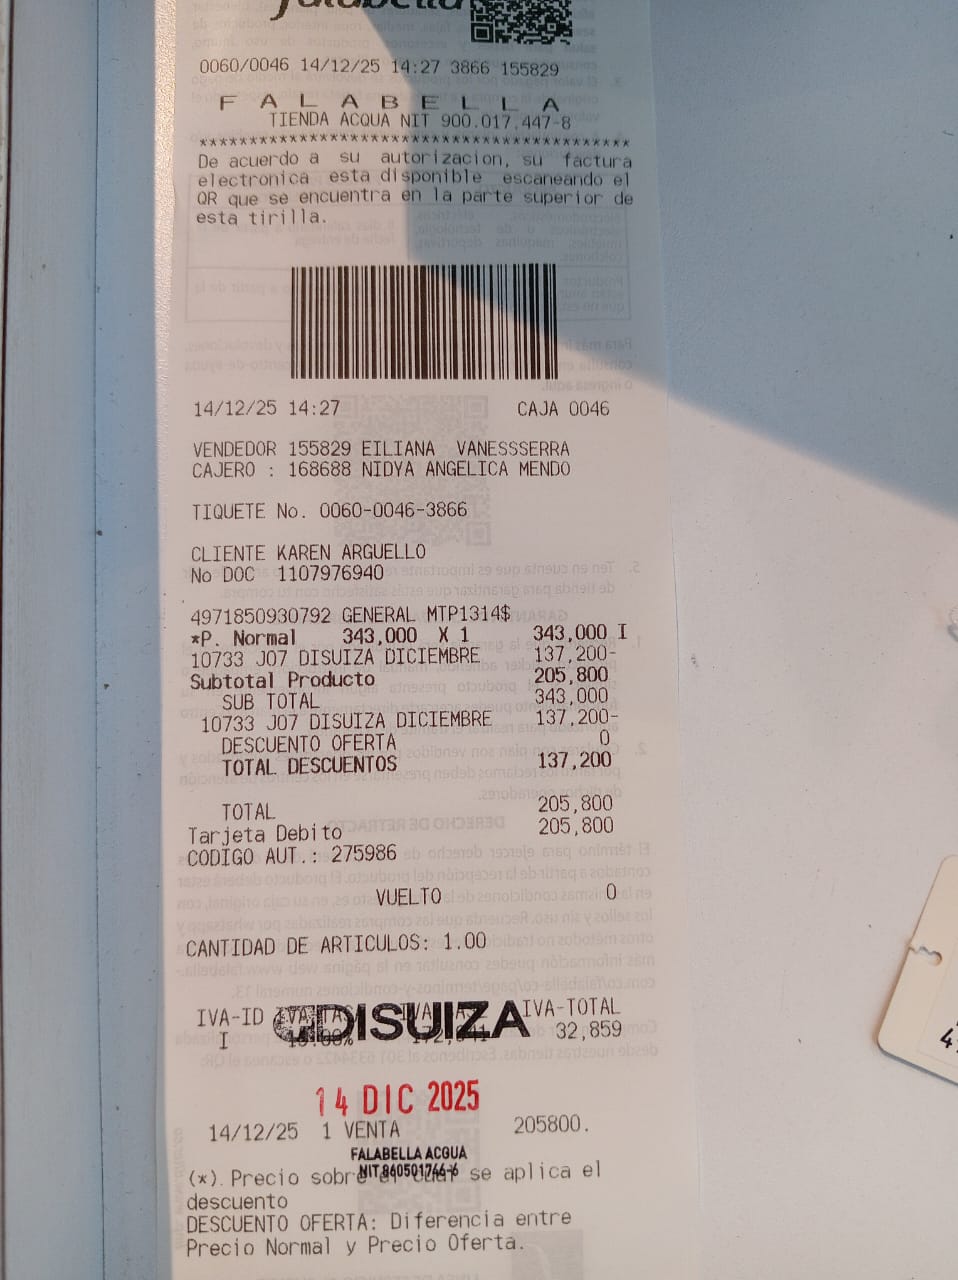 falabella
0060/0046 14/12/25 14:27 3866 155829
F A L A B E L L A
TIENDA ACQUA NIT 900.017.447-8
******************************************
De acuerdo a su autorizacion, su factura
electronica esta disponible escaneando el
QR que se encuentra en la parte superior de
esta tirilla.
14/12/25 14:27 CAJA 0046
VENDEDOR 155829 EILIANA VANESSSERRA
CAJERO : 168688 NIDYA ANGELICA MENDO
TIQUETE No. 0060-0046-3866
CLIENTE KAREN ARGUELLO
No DOC 1107976940
4971850930792 GENERAL MTP1314$
*P. Normal 343,000 X 1 343,000 I
10733 J07 DISUIZA DICIEMBRE 137,200-
Subtotal Producto 205,800
SUB TOTAL 343,000
10733 J07 DISUIZA DICIEMBRE 137,200-
DESCUENTO OFERTA 0
TOTAL DESCUENTOS 137,200
TOTAL 205,800
Tarjeta Debito 205,800
CODIGO AUT.: 275986
VUELTO 0
CANTIDAD DE ARTICULOS: 1.00
IVA-ID IVA-TOTAL
DISUIZA
I 32,859
14 DIC 2025
14/12/25 1 VENTA 205800.
FALABELLA ACQUA
(*). Precio sobre el cual se aplica el
descuento
DESCUENTO OFERTA: Diferencia entre
Precio Normal y Precio Oferta.